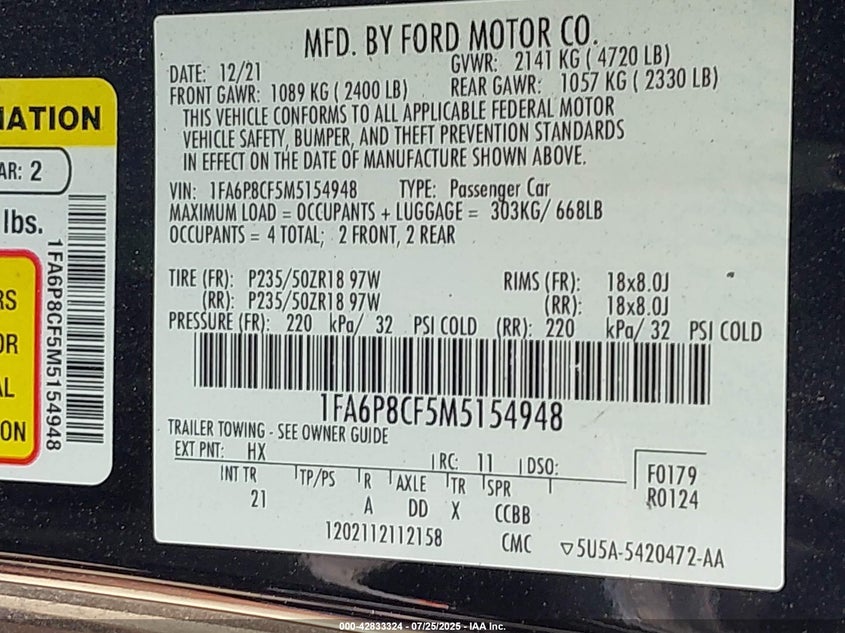 MFD. BY FORD MOTOR CO.
DATE: 12/21 GVWR: 2141 KG ( 4720 LB)
FRONT GAWR: 1089 KG ( 2400 LB) REAR GAWR: 1057 KG ( 2330 LB)
THIS VEHICLE CONFORMS TO ALL APPLICABLE FEDERAL MOTOR
VEHICLE SAFETY, BUMPER, AND THEFT PREVENTION STANDARDS
IN EFFECT ON THE DATE OF MANUFACTURE SHOWN ABOVE.
VIN: 1FA6P8CF5M5154948 TYPE: Passenger Car
MAXIMUM LOAD = OCCUPANTS + LUGGAGE = 303KG/ 668LB
OCCUPANTS = 4 TOTAL; 2 FRONT, 2 REAR
TIRE (FR): P235/50ZR18 97W RIMS (FR): 18x8.0J
(RR): P235/50ZR18 97W (RR): 18x8.0J
PRESSURE (FR): 220 kPa/ 32 PSI COLD (RR): 220 kPa/ 32 PSI COLD
1FA6P8CF5M5154948
TRAILER TOWING - SEE OWNER GUIDE
EXT PNT: HX RC: 11 DSO:
INT TR TP/PS R AXLE TR SPR
21 A DD X CCBB
F0179
R0124
1202112112158 CMC ▽5U5A-5420472-AA
IATION
AR: 2
lbs.
1FA6P8CF5M5154948
RS
OR
AL
ON
000-42833324 - 07/25/2025 - IAA Inc.